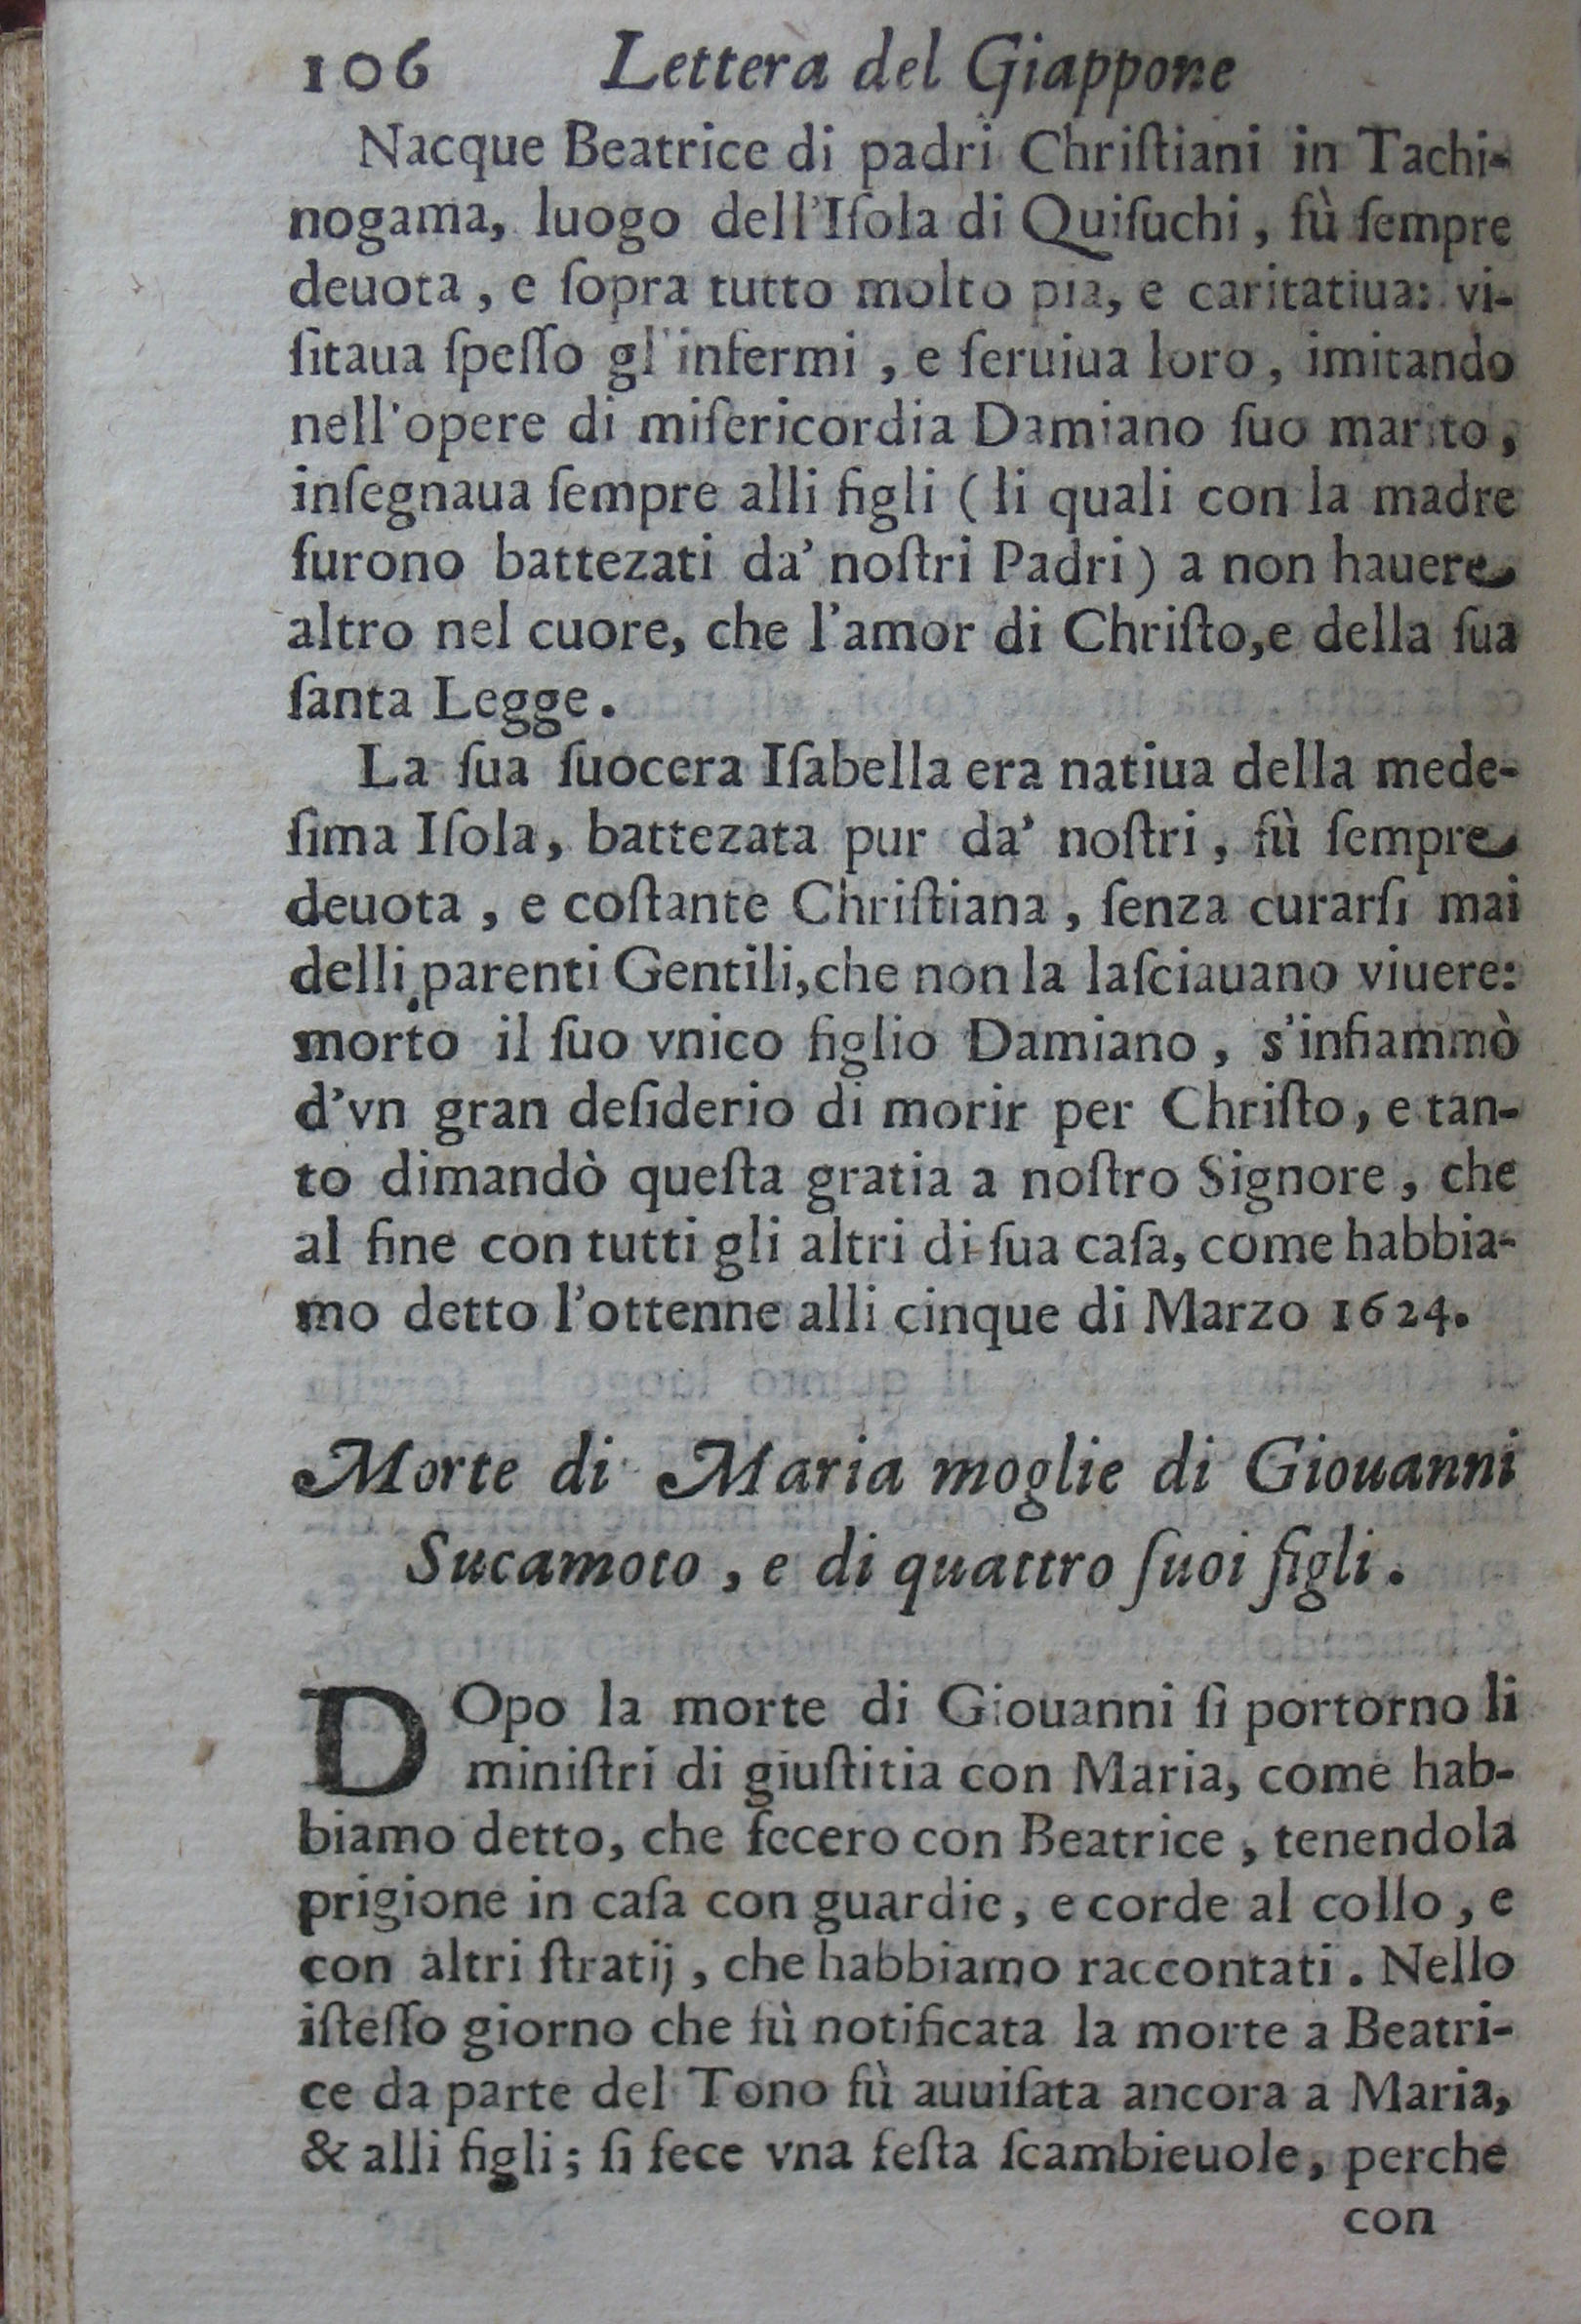 106 Lettera del Giappone
Nacque Beatrice di padri Chriſtiani in Tachi-
nogama, luogo dell'Iſola di Quiſuchi, fù ſempre
deuota, e ſopra tutto molto pia, e caritatiua: vi-
ſitaua ſpeſſo gl'infermi, e ſeruiua loro, imitando
nell'opere di miſericordia Damiano ſuo marito,
inſegnaua ſempre alli figli (li quali con la madre
furono battezati da' noſtri Padri) a non hauere
altro nel cuore, che l'amor di Chriſto,e della ſua
ſanta Legge.
La ſua ſuocera Iſabella era natiua della mede-
ſima Iſola, battezata pur da' noſtri, fù ſempre
deuota, e coſtante Chriſtiana, ſenza curarſi mai
delli parenti Gentili,che non la laſciauano viuere:
morto il ſuo vnico figlio Damiano, s'infiammò
d'vn gran deſiderio di morir per Chriſto, e tan-
to dimandò queſta gratia a noſtro Signore, che
al fine con tutti gli altri di ſua caſa, come habbia-
mo detto l'ottenne alli cinque di Marzo 1624.
Morte di Maria moglie di Giouanni
Sucamoto, e di quattro ſuoi figli.
DOpo la morte di Giouanni ſi portorno li
miniſtri di giuſtitia con Maria, come hab-
biamo detto, che fecero con Beatrice, tenendola
prigione in caſa con guardie, e corde al collo, e
con altri ſtratij, che habbiamo raccontati. Nello
iſteſſo giorno che fù notificata la morte a Beatri-
ce da parte del Tono fù auuiſata ancora a Maria,
& alli figli; ſi fece vna feſta ſcambieuole, perche
con